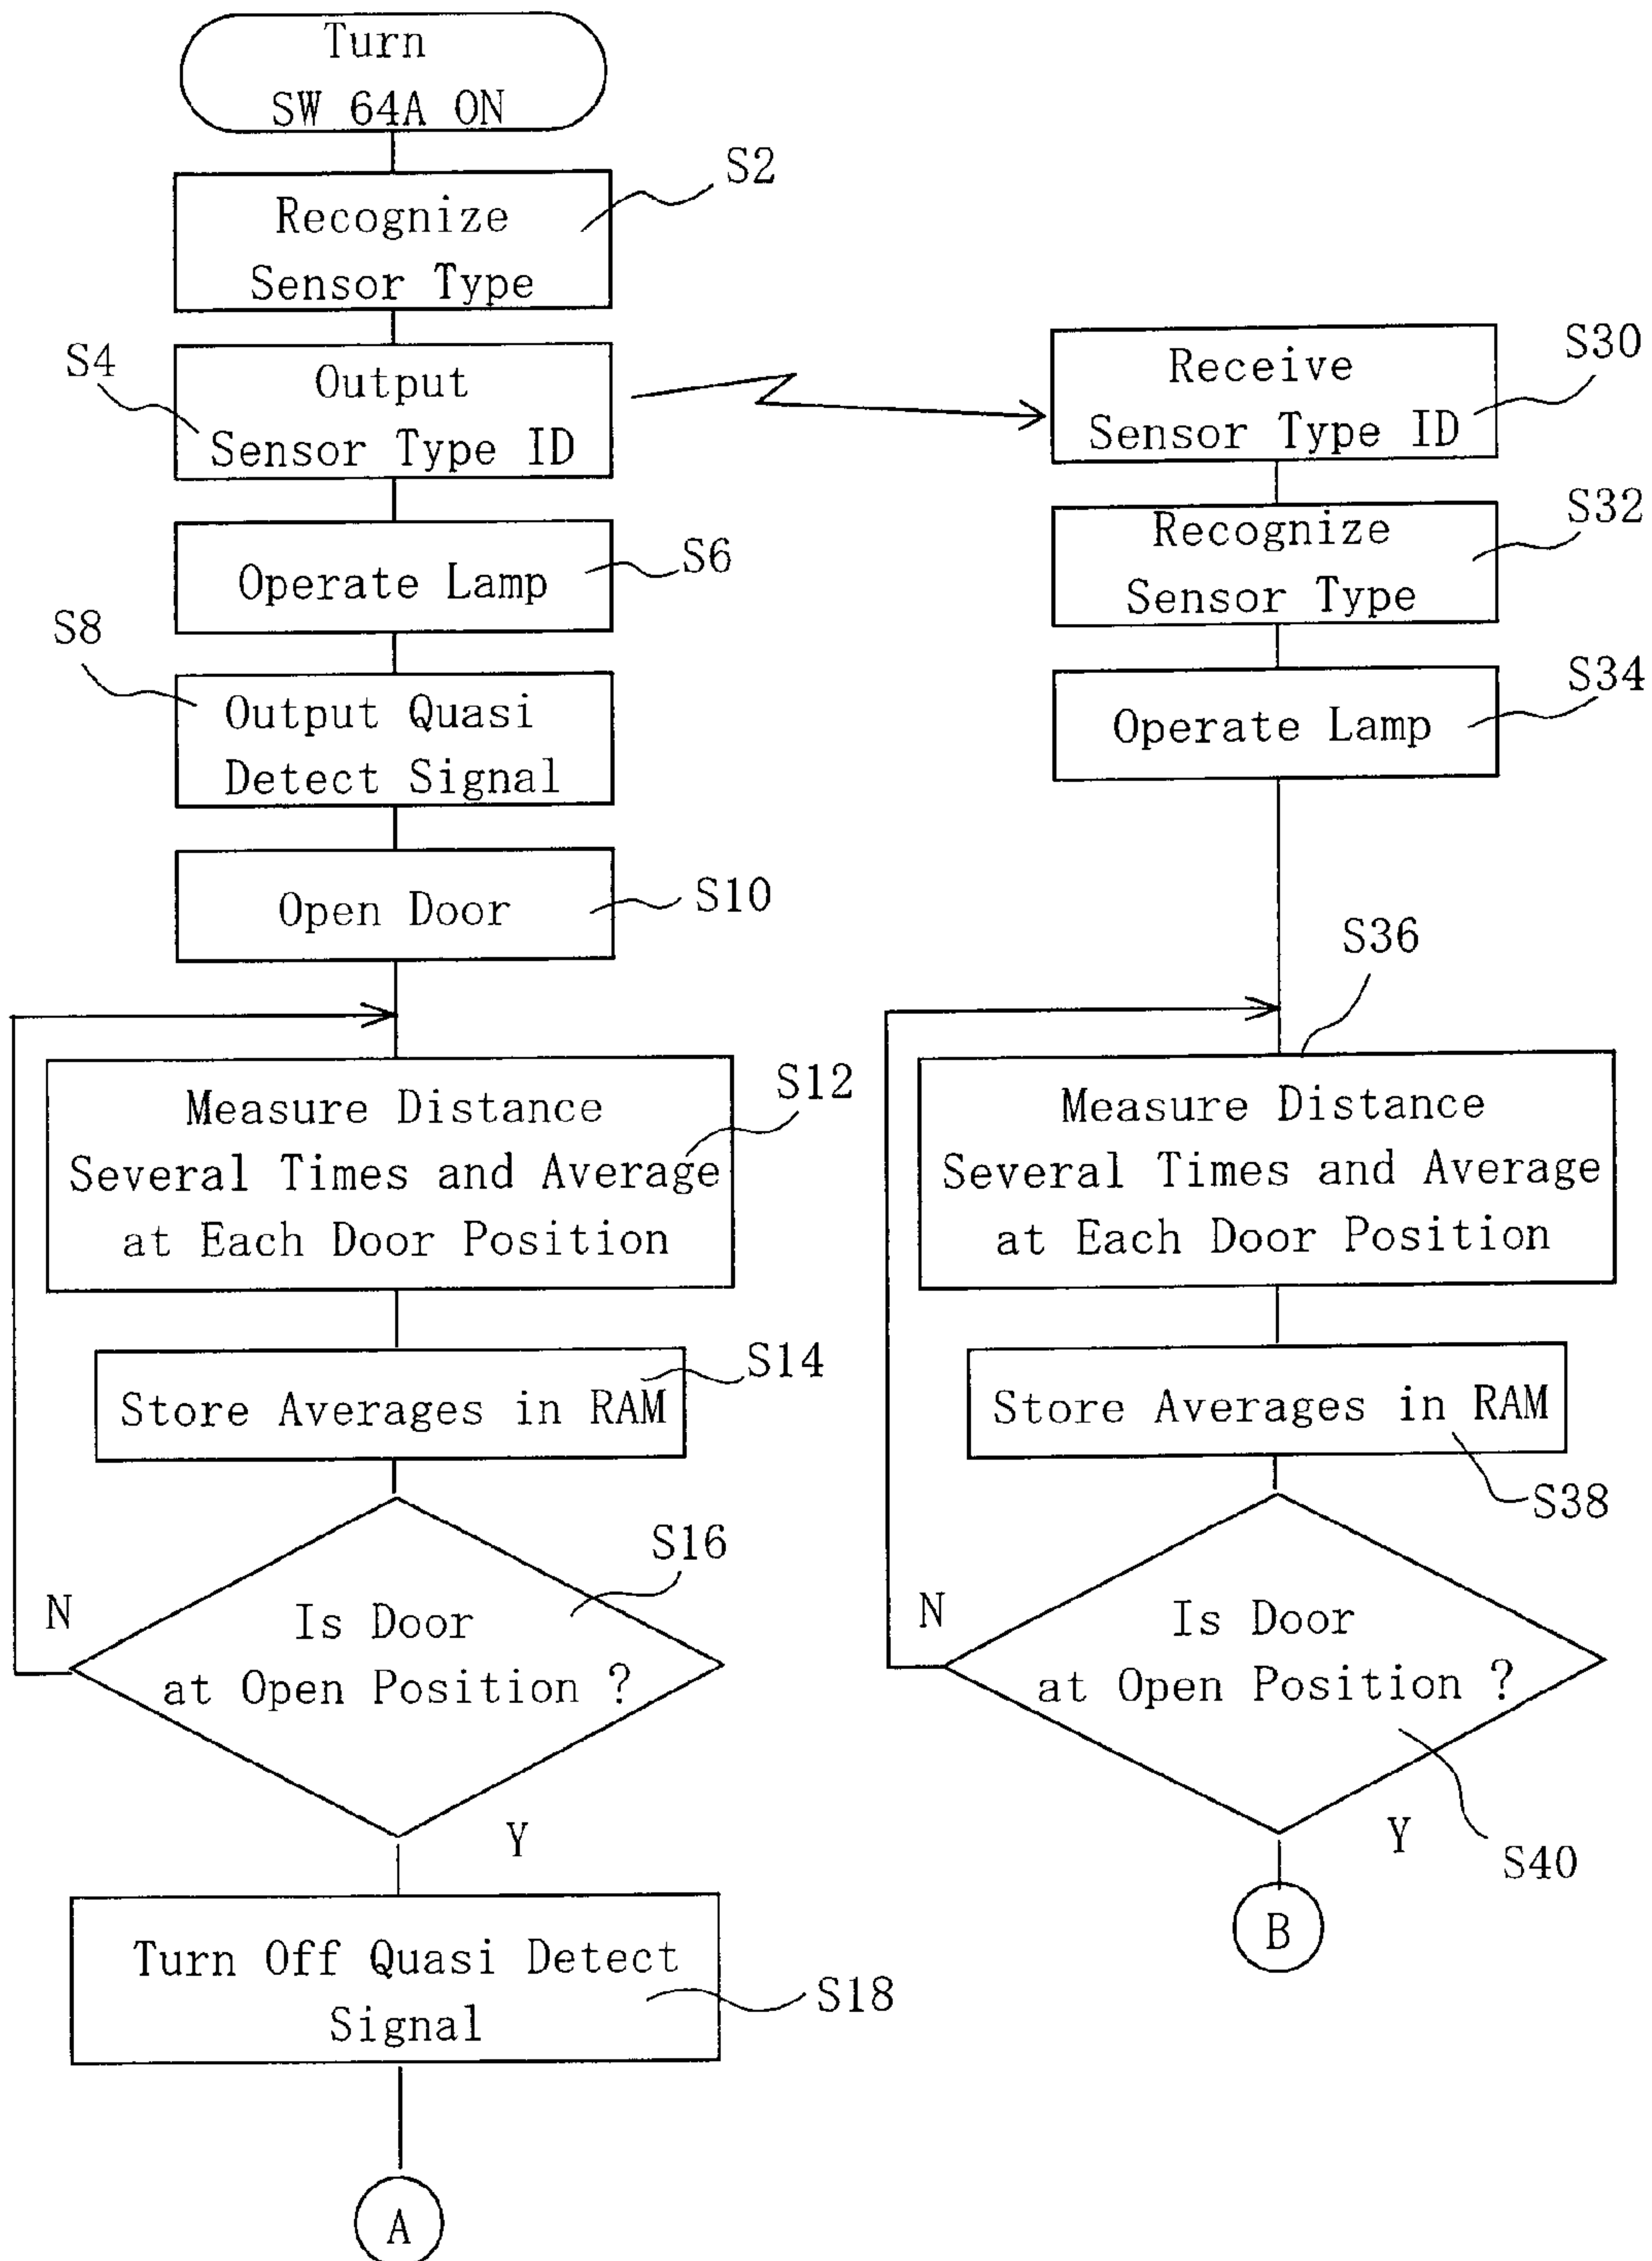 Turn
SW 64A ON
S2
Recognize
Sensor Type
S4
Output
Sensor Type ID
S6
Operate Lamp
S8
Output Quasi
Detect Signal
Open Door
S10
S12
Measure Distance
Several Times and Average
at Each Door Position
S14
Store Averages in RAM
S16
N
Is Door
at Open Position ?
Y
Turn Off Quasi Detect
Signal
S18
A
S30
Receive
Sensor Type ID
S32
Recognize
Sensor Type
S34
Operate Lamp
S36
Measure Distance
Several Times and Average
at Each Door Position
Store Averages in RAM
S38
N
Is Door
at Open Position ?
Y
S40
B